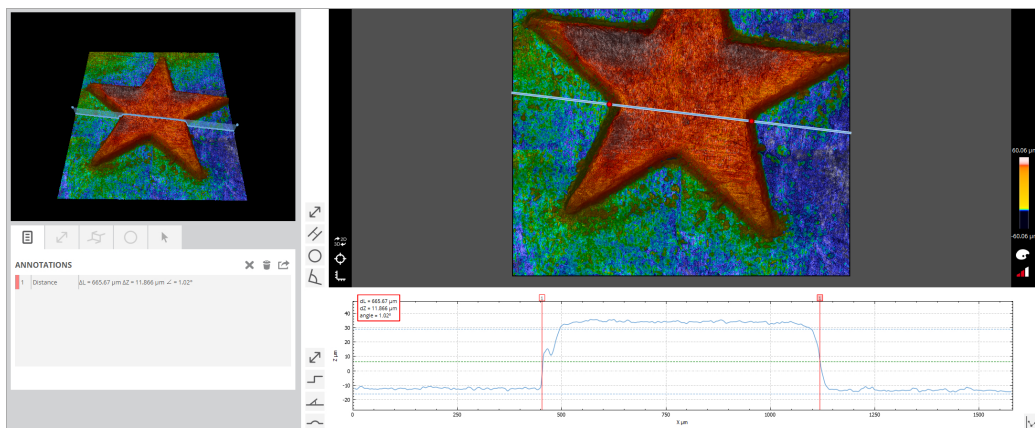 ANNOTATIONS
1 Distance ΔL = 665.67 μm ΔZ = 11.866 μm ∠ = 1.02°
2D
3D
60.06 μm
-60.06 μm
dL = 665.67 μm
dZ = 11.866 μm
angle = 1.02°
40
30
20
10
0
-10
-20
Z μm
0 250 500 750 1000 1250 1500
X μm